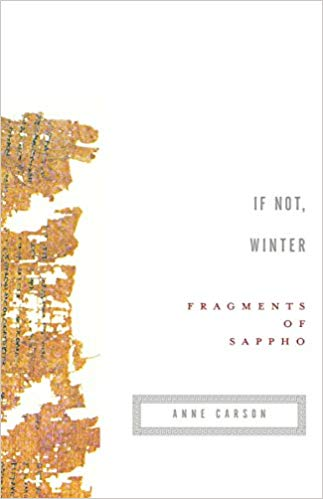 IF NOT,
WINTER
FRAGMENTS
OF
SAPPHO
ANNE CARSON